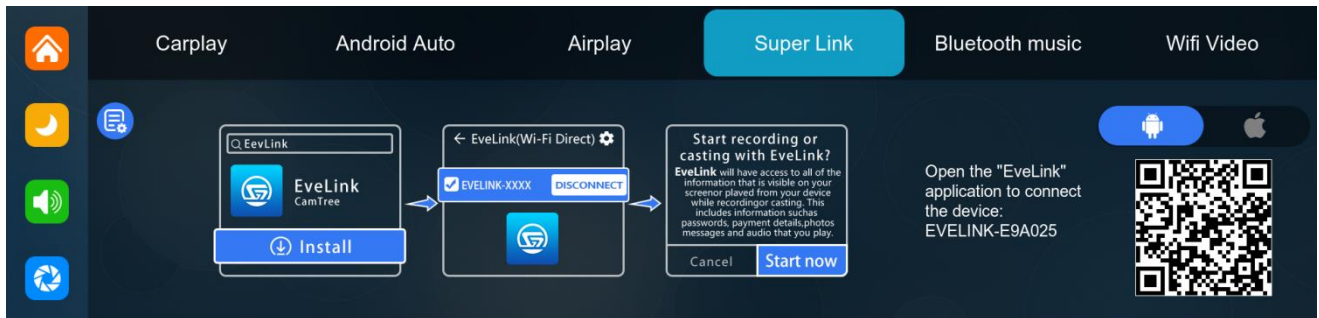 Carplay
Android Auto
Airplay
Super Link
Bluetooth music
Wifi Video
EevLink
EveLink
CamTree
Install
EveLink(Wi-Fi Direct)
EVELINK-XXXX
DISCONNECT
Start recording or
casting with EveLink?
EveLink will have access to all of the
information that is visible on your
screenor played from your device
while recordingor casting. This
includes information suchas
passwords, payment details,photos
messages and audio that you play.
Cancel
Start now
Open the "EveLink"
application to connect
the device:
EVELINK-E9A025